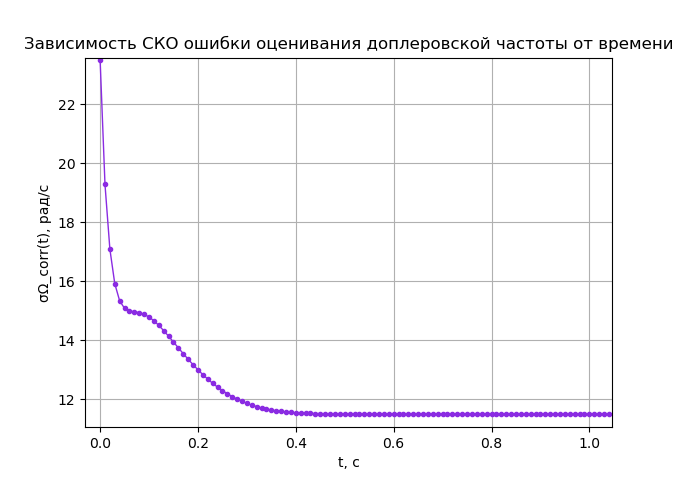 Зависимость СКО ошибки оценивания доплеровской частоты от времени
σΩ_corr(t), рад/с
22
20
18
16
14
12
0.0 0.2 0.4 0.6 0.8 1.0
t, с